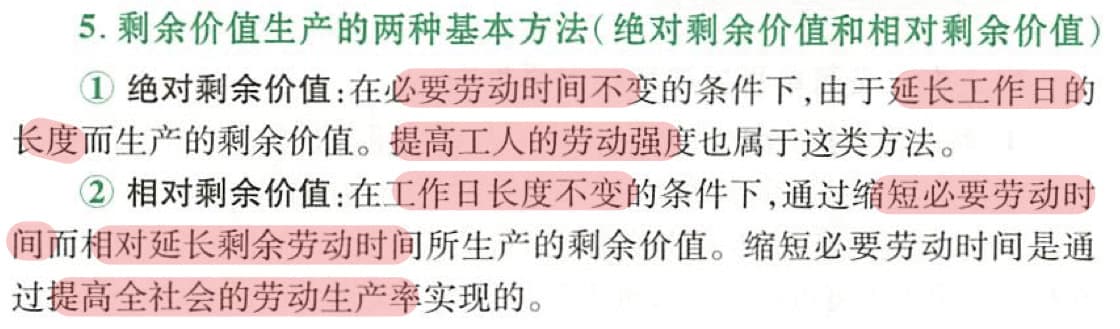 5. 剩余价值生产的两种基本方法(绝对剩余价值和相对剩余价值)
① 绝对剩余价值:在必要劳动时间不变的条件下,由于延长工作日的
长度而生产的剩余价值。提高工人的劳动强度也属于这类方法。
② 相对剩余价值:在工作日长度不变的条件下,通过缩短必要劳动时
间而相对延长剩余劳动时间所生产的剩余价值。缩短必要劳动时间是通
过提高全社会的劳动生产率实现的。